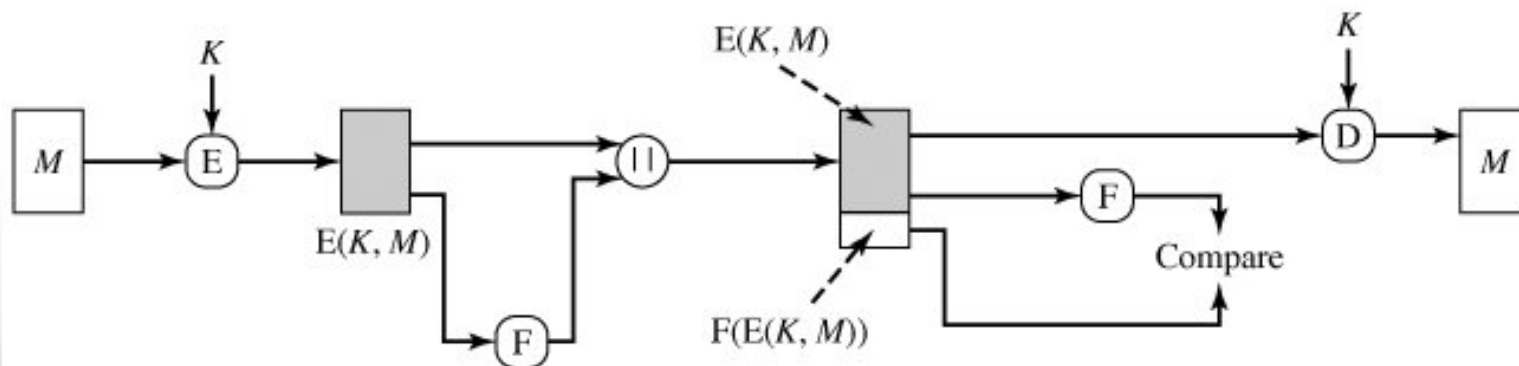 K
M
E
E(K, M)
F
||
E(K, M)
F(E(K, M))
F
Compare
K
D
M